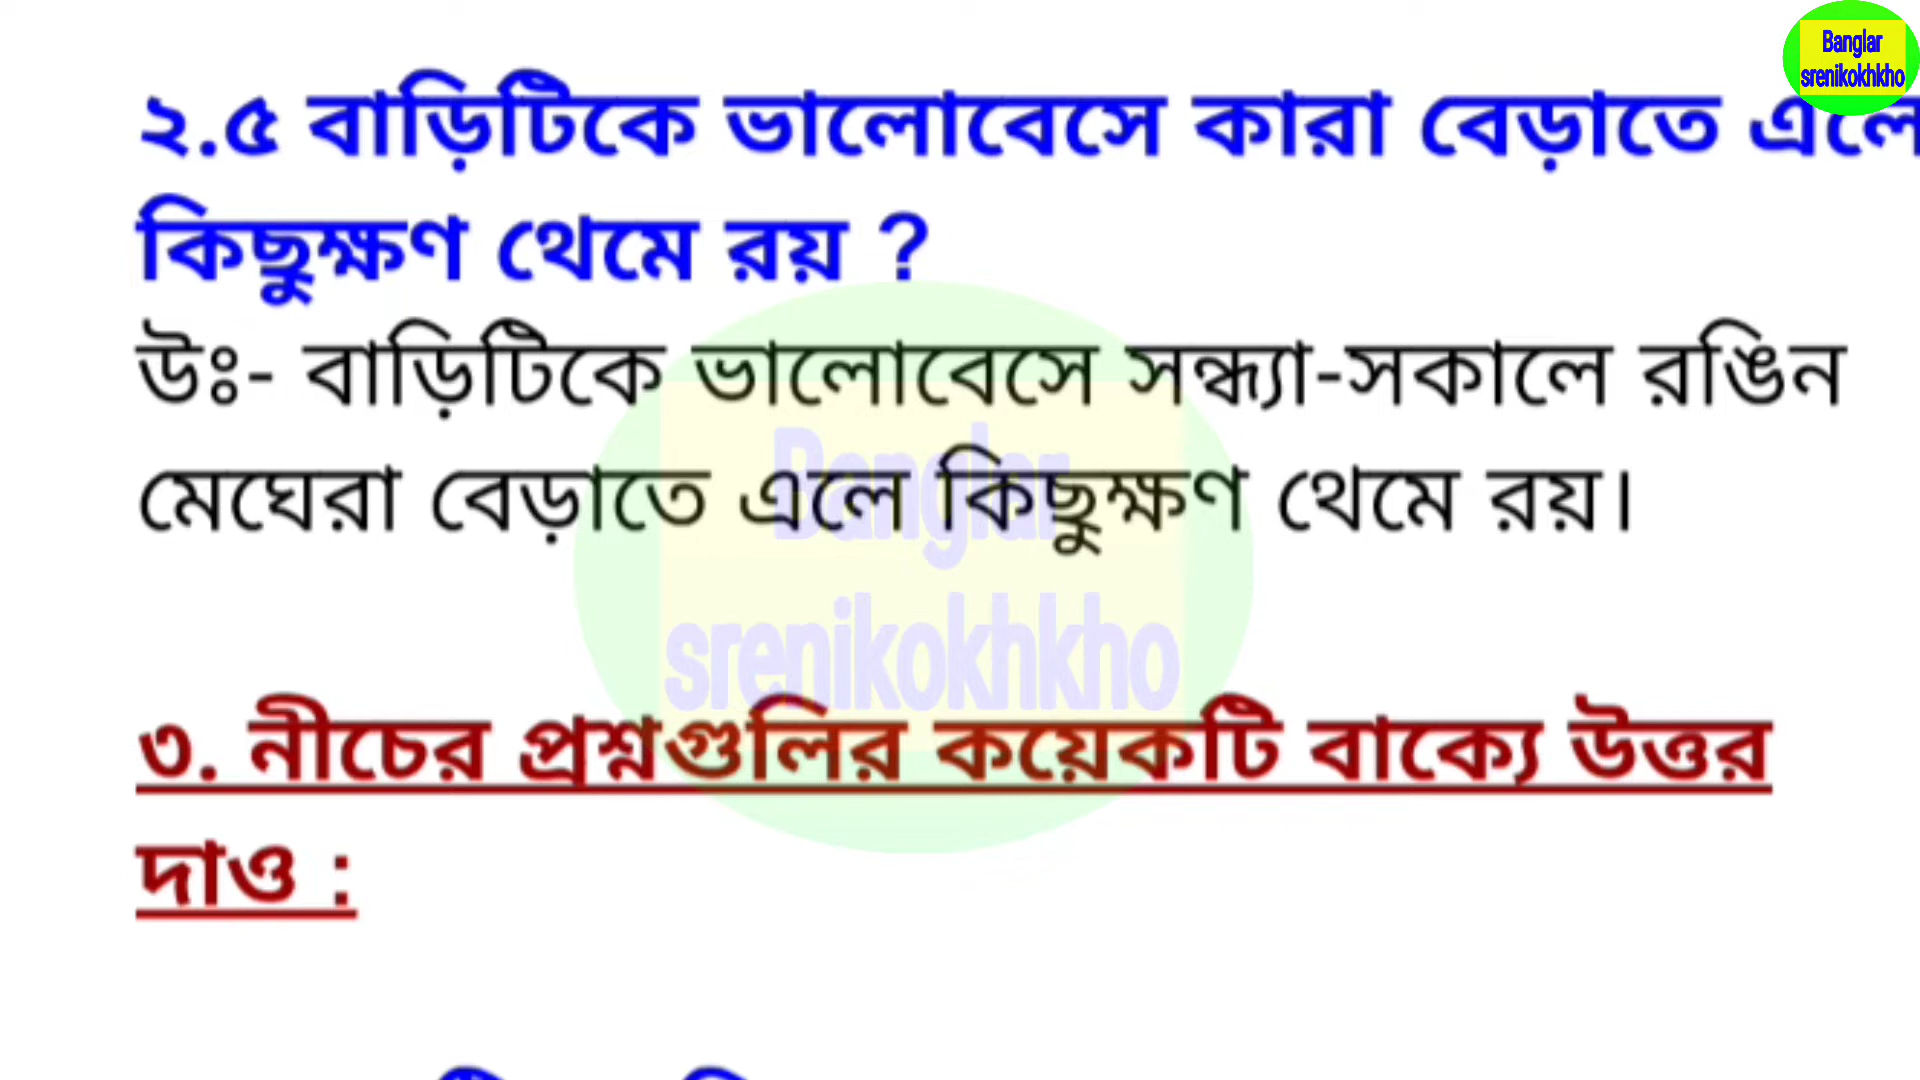 Banglar
srenikokhkho
২.৫ বাড়িটিকে ভালোবেসে কারা বেড়াতে এলে
কিছুক্ষণ থেমে রয় ?
উঃ- বাড়িটিকে ভালোবেসে সন্ধ্যা-সকালে রঙিন
মেঘেরা বেড়াতে এলে কিছুক্ষণ থেমে রয়।
Banglar
srenikokhkho
৩. নীচের প্রশ্নগুলির কয়েকটি বাক্যে উত্তর
দাও :